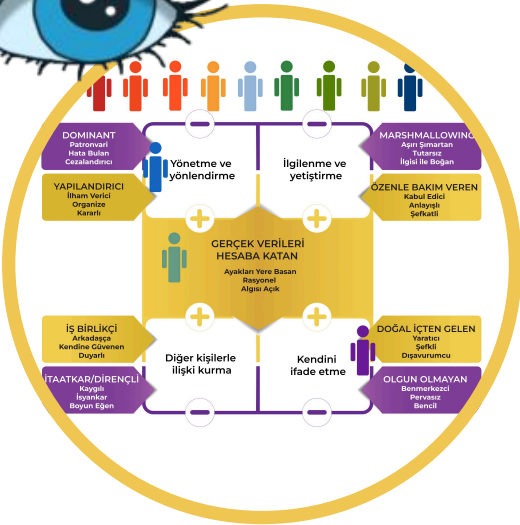 DOMINANT
Patronvari
Hata Bulan
Cezalandırıcı
YAPILANDIRICI
İlham Verici
Organize
Kararlı
Yönetme ve
yönlendirme
İlgilenme ve
yetiştirme
MARSHMALLOWING
Aşırı Şımartan
Tutarsız
İlgisi ile Boğan
ÖZENLE BAKIM VEREN
Kabul Edici
Anlayışlı
Şefkatli
GERÇEK VERİLERİ
HESABA KATAN
Ayakları Yere Basan
Rasyonel
Algısı Açık
İŞ BİRLİKÇİ
Arkadaşça
Kendine Güvenen
Duyarlı
İTAATKAR/DİRENÇLİ
Kaygılı
İsyankar
Boyun Eğen
Diğer kişilerle
ilişki kurma
Kendini
ifade etme
DOĞAL İÇTEN GELEN
Yaratıcı
Şefkli
Dışavurumcu
OLGUN OLMAYAN
Benmerkezci
Pervasız
Bencil